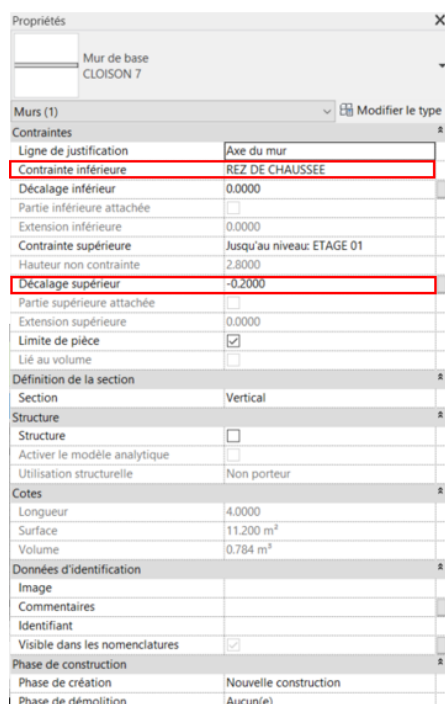 Propriétés X
Mur de base
CLOISON 7
Murs (1) Modifier le type
Contraintes
Ligne de justification Axe du mur
Contrainte inférieure REZ DE CHAUSSEE
Décalage inférieur 0.0000
Partie inférieure attachée
Extension inférieure 0.0000
Contrainte supérieure Jusqu'au niveau: ETAGE 01
Hauteur non contrainte 2.8000
Décalage supérieur -0.2000
Partie supérieure attachée
Extension supérieure 0.0000
Limite de pièce
Lié au volume
Définition de la section
Section Vertical
Structure
Structure
Activer le modèle analytique
Utilisation structurelle Non porteur
Cotes
Longueur 4.0000
Surface 11.200 m²
Volume 0.784 m³
Données d'identification
Image
Commentaires
Identifiant
Visible dans les nomenclatures
Phase de construction
Phase de création Nouvelle construction
Phase de démolition Aucun(e)